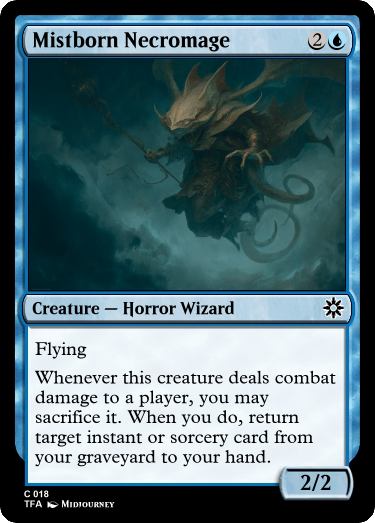 Mistborn Necromage 2
Creature — Horror Wizard
Flying
Whenever this creature deals combat
damage to a player, you may
sacrifice it. When you do, return
target instant or sorcery card from
your graveyard to your hand.
2/2
C 018
TFA Midjourney